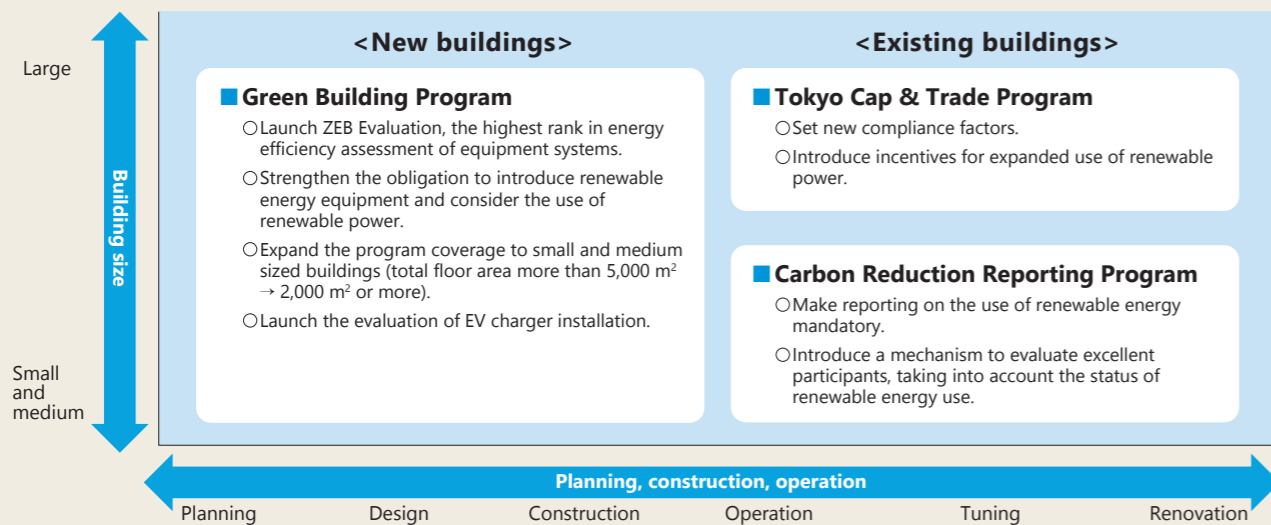 <New buildings>
<Existing buildings>
Large
Building size
Small
and
medium
■ Green Building Program
○Launch ZEB Evaluation, the highest rank in energy
efficiency assessment of equipment systems.
○Strengthen the obligation to introduce renewable
energy equipment and consider the use of
renewable power.
○Expand the program coverage to small and medium
sized buildings (total floor area more than 5,000 m²
→ 2,000 m² or more).
○Launch the evaluation of EV charger installation.
■ Tokyo Cap & Trade Program
○Set new compliance factors.
○Introduce incentives for expanded use of renewable
power.
■ Carbon Reduction Reporting Program
○Make reporting on the use of renewable energy
mandatory.
○Introduce a mechanism to evaluate excellent
participants, taking into account the status of
renewable energy use.
Planning, construction, operation
Planning
Design
Construction
Operation
Tuning
Renovation